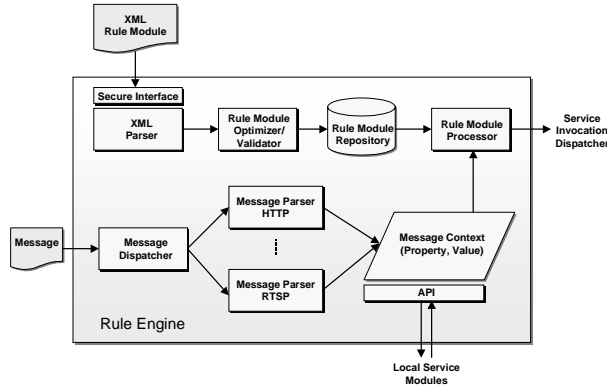 XML
Rule Module
Secure Interface
XML
Parser
Rule Module
Optimizer/
Validator
Rule Module
Repository
Rule Module
Processor
Service
Invocation
Dispatcher
Message
Message
Dispatcher
Message Parser
HTTP
Message Parser
RTSP
Message Context
(Property, Value)
API
Rule Engine
Local Service
Modules